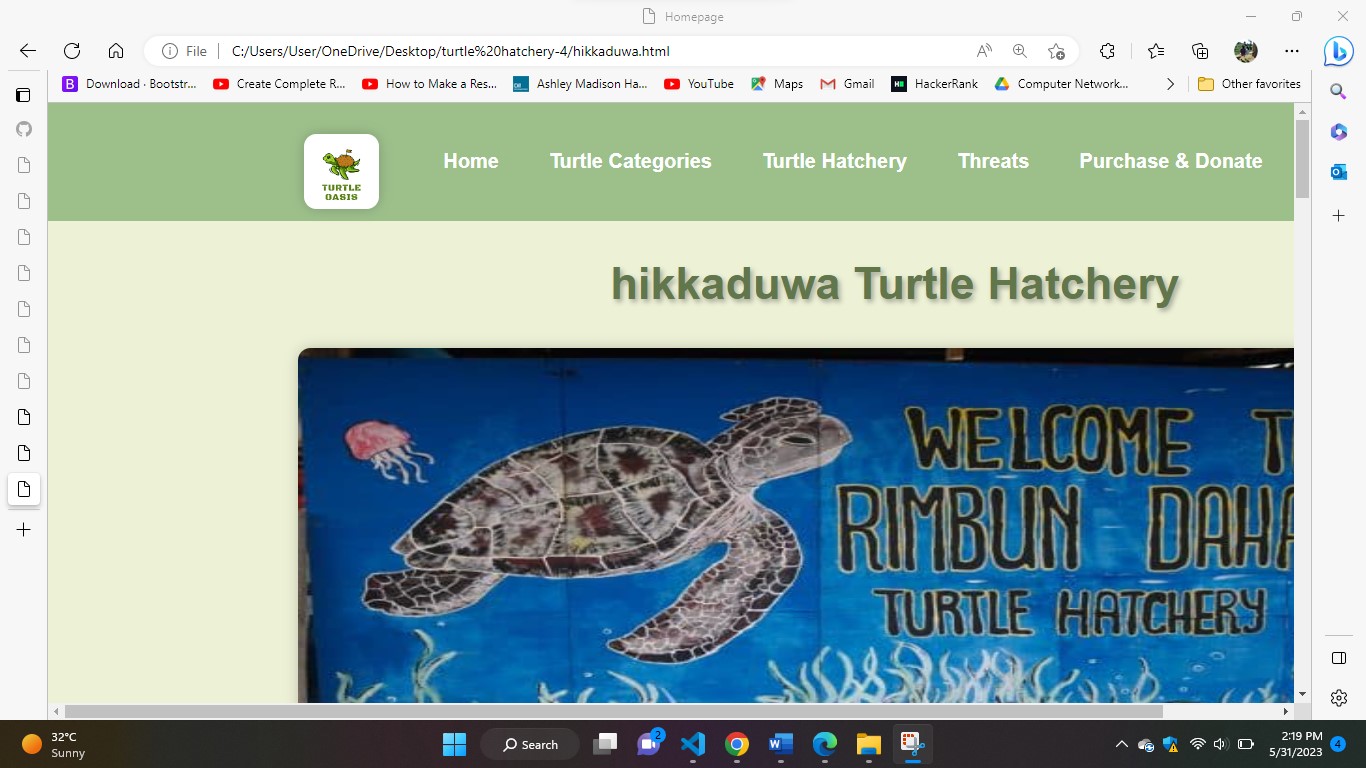 Homepage
File
C:/Users/User/OneDrive/Desktop/turtle%20hatchery-4/hikkaduwa.html
Download · Bootstr...
Create Complete R...
How to Make a Res...
Ashley Madison Ha...
YouTube
Maps
Gmail
HackerRank
Computer Network...
Other favorites
TURTLE
OASIS
Home
Turtle Categories
Turtle Hatchery
Threats
Purchase & Donate
hikkaduwa Turtle Hatchery
WELCOME T
RIMBUN DAHA
TURTLE HATCHERY
32°C
Sunny
Search
2
2:19 PM
5/31/2023
4